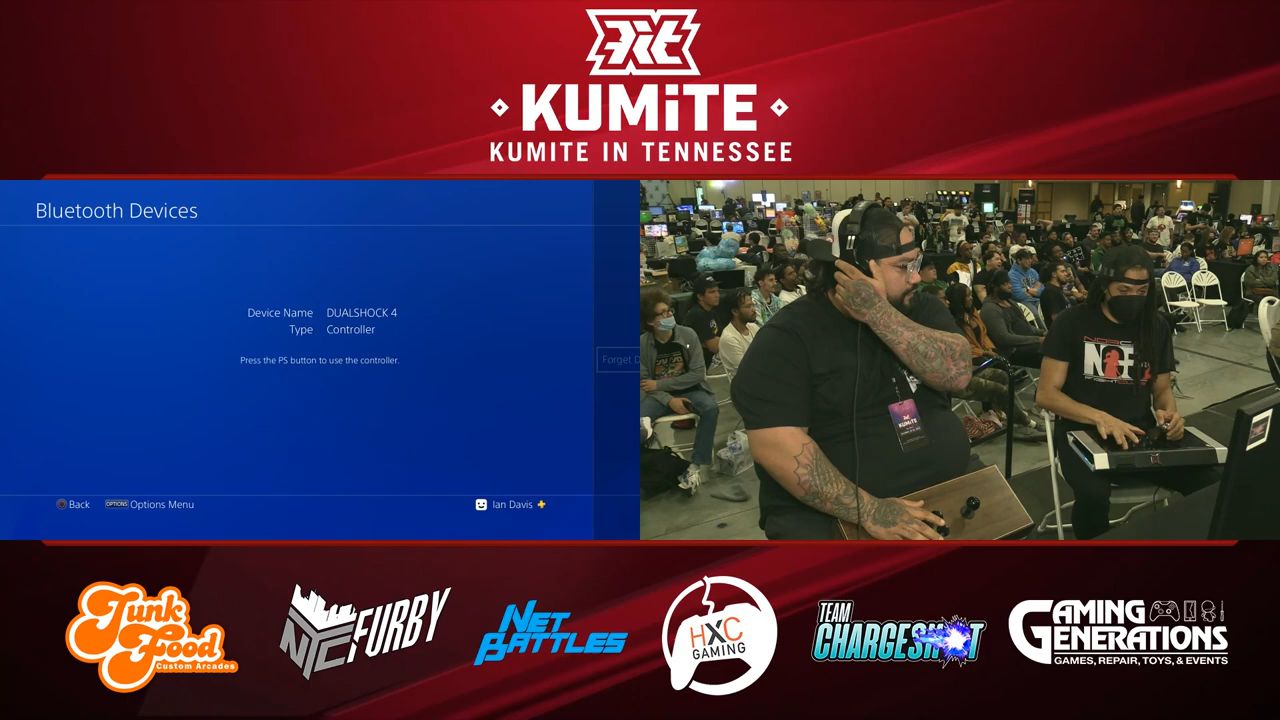 KiT
KUMiTE
KUMITE IN TENNESSEE
Bluetooth Devices
Device Name DUALSHOCK 4
Type Controller
Press the PS button to use the controller.
Forget D
Back OPTIONS Options Menu
Ian Davis
KUMiTE
Junk
Food
Custom Arcades
NYC FURBY
NET
BATTLES
HXC
GAMING
TEAM
CHARGESHOT
GAMING
GENERATIONS
GAMES, REPAIR, TOYS, & EVENTS